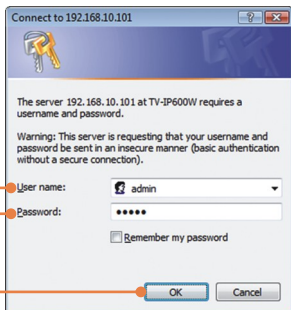 Connect to 192.168.10.101
The server 192.168.10.101 at TV-IP600W requires a
username and password.
Warning: This server is requesting that your username and
password be sent in an insecure manner (basic authentication
without a secure connection).
User name:
admin
Password:
•••••
Remember my password
OK
Cancel